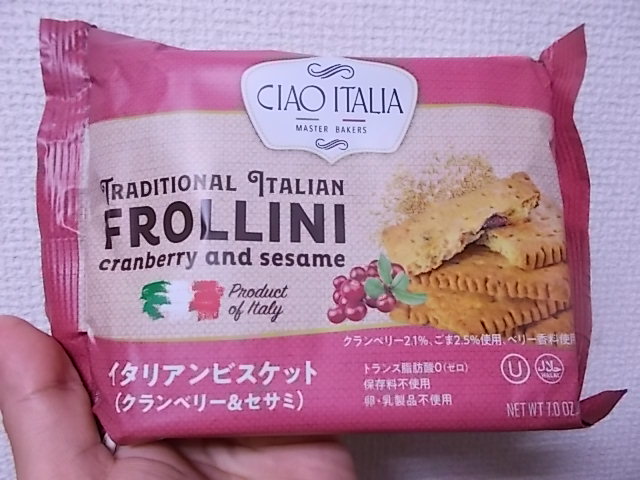 CIAO ITALIA
MASTER BAKERS
TRADITIONAL ITALIAN
FROLLINI
cranberry and sesame
Product
of Italy
クランベリー2.1%、ごま2.5%使用、ベリー香料使用
イタリアンビスケット
(クランベリー&セサミ)
トランス脂肪酸0(ゼロ)
保存料不使用
卵・乳製品不使用
U
حلال
HALAL
NET WT 7.0 OZ